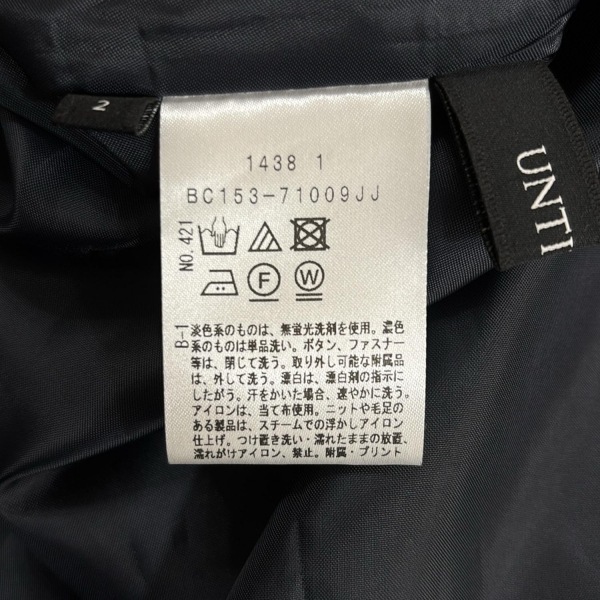 2
1438 1
BC153-71009JJ
NO.421
F
W
B-1
淡色系のものは、無蛍光洗剤を使用。濃色
系のものは単品洗い。ボタン、ファスナー
等は、閉じて洗う。取り外し可能な附属品
は、外して洗う。漂白は、漂白剤の指示に
したがう。汗をかいた場合、速やかに洗う。
アイロンは、当て布使用。ニットや毛足の
ある製品は、スチームでの浮かしアイロン
仕上げ。つけ置き洗い・濡れたままの放置、
濡れがけアイロン、禁止。附属・プリント
UNTI